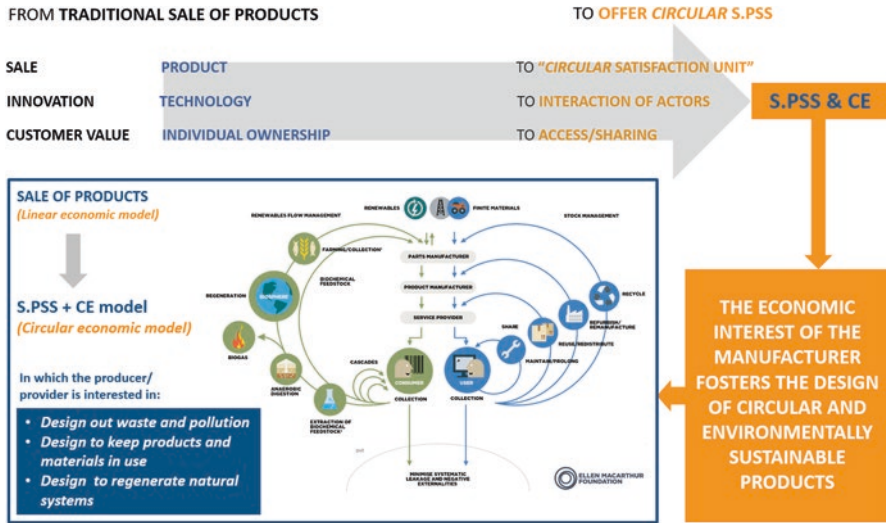 FROM TRADITIONAL SALE OF PRODUCTS
TO OFFER CIRCULAR S.PSS
SALE PRODUCT TO “CIRCULAR SATISFACTION UNIT”
INNOVATION TECHNOLOGY TO INTERACTION OF ACTORS
CUSTOMER VALUE INDIVIDUAL OWNERSHIP TO ACCESS/SHARING
S.PSS & CE
SALE OF PRODUCTS
(Linear economic model)
S.PSS + CE model
(Circular economic model)
In which the producer/
provider is interested in:
• Design out waste and pollution
• Design to keep products and
materials in use
• Design to regenerate natural
systems
RENEWABLES
FINITE MATERIALS
RENEWABLES FLOW MANAGEMENT
STOCK MANAGEMENT
FARMING/COLLECTION¹
PARTS MANUFACTURER
BIOCHEMICAL
FEEDSTOCK
REGENERATION
BIOSPHERE
PRODUCT MANUFACTURER
RECYCLE
SERVICE PROVIDER
SHARE
REFURBISH/
REMANUFACTURE
REUSE/REDISTRIBUTE
MAINTAIN/PROLONG
BIOGAS
CASCADES
CONSUMER
USER
ANAEROBIC
DIGESTION
COLLECTION
COLLECTION
EXTRACTION OF
BIOCHEMICAL
FEEDSTOCK²
MINIMISE SYSTEMATIC
LEAKAGE AND NEGATIVE
EXTERNALITIES
ELLEN MACARTHUR
FOUNDATION
THE ECONOMIC
INTEREST OF THE
MANUFACTURER
FOSTERS THE DESIGN
OF CIRCULAR AND
ENVIRONMENTALLY
SUSTAINABLE
PRODUCTS